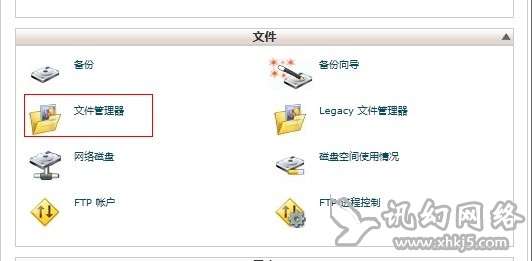 文件
备份
备份向导
文件管理器
Legacy 文件管理器
网络磁盘
磁盘空间使用情况
FTP 帐户
FTP 远程控制
讯幻网络
www.xhkj5.com